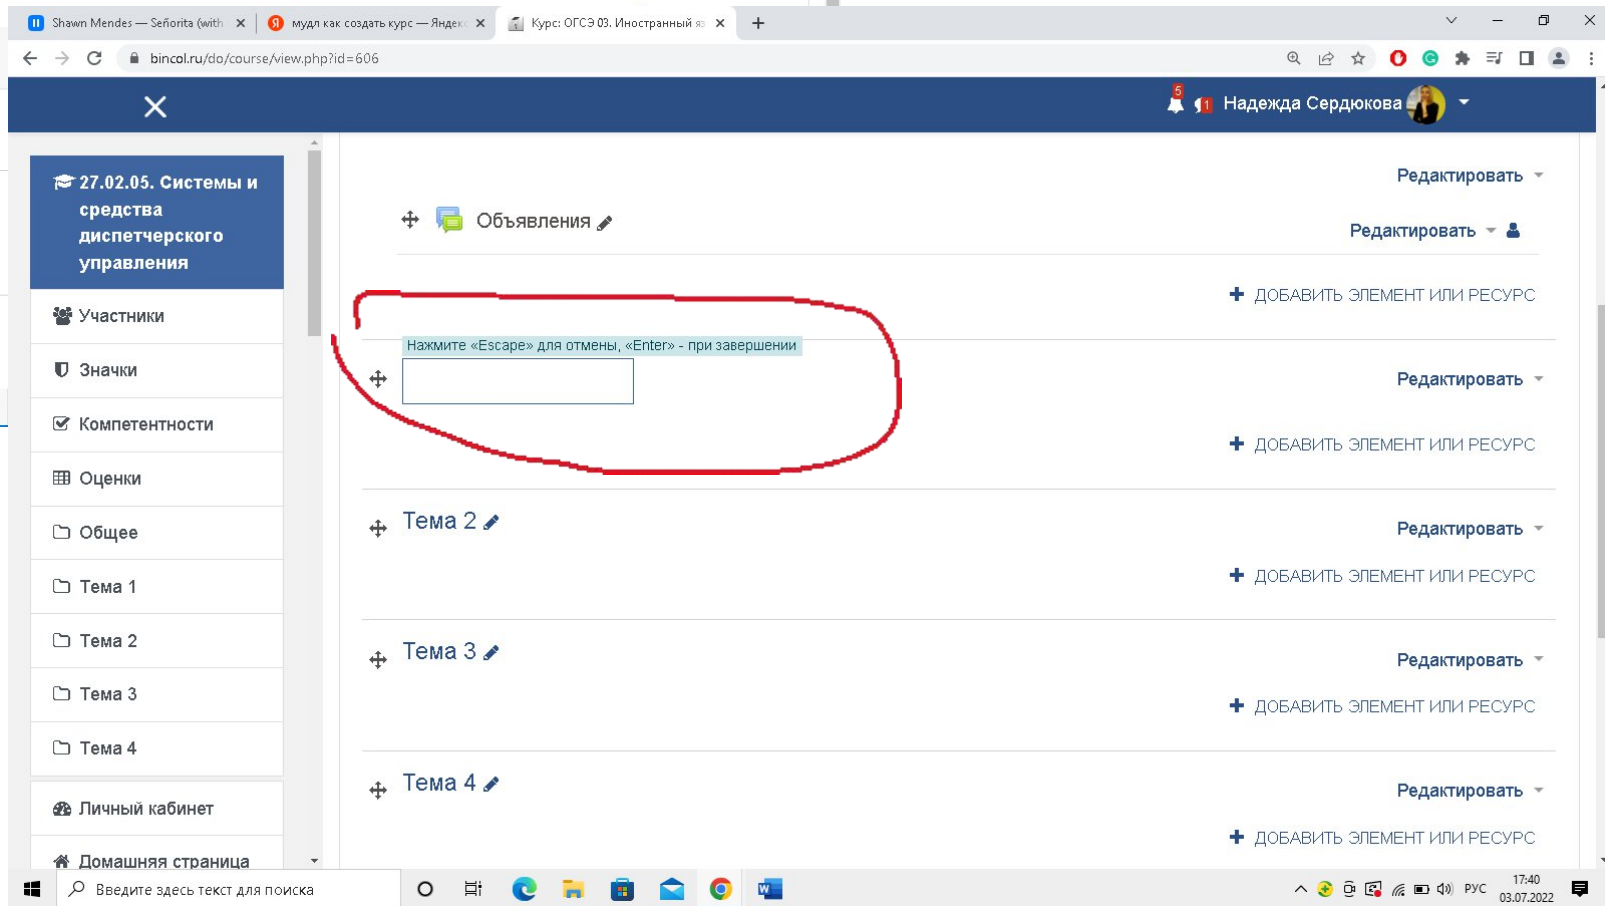 Shawn Mendes — Señorita (with
мудл как создать курс — Яндекс
Курс: ОГСЭ 03. Иностранный яз
bincol.ru/do/course/view.php?id=606
5
1
Надежда Сердюкова
27.02.05. Системы и
средства
диспетчерского
управления
Участники
Значки
Компетентности
Оценки
Общее
Тема 1
Тема 2
Тема 3
Тема 4
Личный кабинет
Домашняя страница
Редактировать
Объявления
Редактировать
ДОБАВИТЬ ЭЛЕМЕНТ ИЛИ РЕСУРС
Нажмите «Escape» для отмены, «Enter» - при завершении
Редактировать
ДОБАВИТЬ ЭЛЕМЕНТ ИЛИ РЕСУРС
Тема 2
Редактировать
ДОБАВИТЬ ЭЛЕМЕНТ ИЛИ РЕСУРС
Тема 3
Редактировать
ДОБАВИТЬ ЭЛЕМЕНТ ИЛИ РЕСУРС
Тема 4
Редактировать
ДОБАВИТЬ ЭЛЕМЕНТ ИЛИ РЕСУРС
Введите здесь текст для поиска
РУС
17:40
03.07.2022